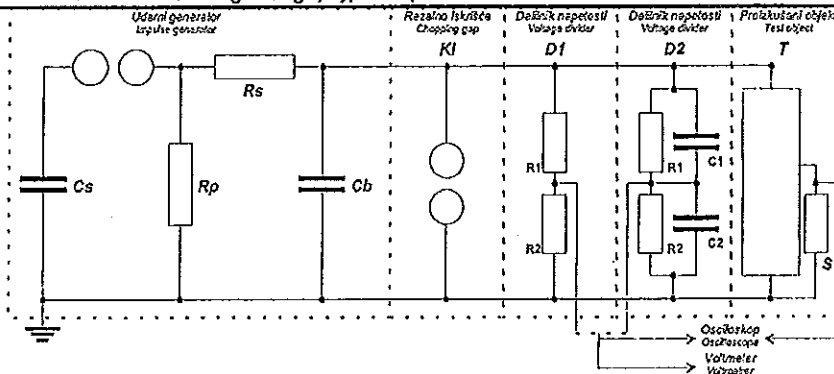 Udarni generator
Impulse generator
Rezalno iskrišče
Chopping gap
KI
Delilnik napetosti
Voltage divider
D1
Delilnik napetosti
Voltage divider
D2
Preizkušani objekt
Test object
T
Rs
Cs
Rp
Cb
R1
R2
R1
C1
R2
C2
S
Osciloskop
Oscilloscope
Voltmeter
Voltmeter